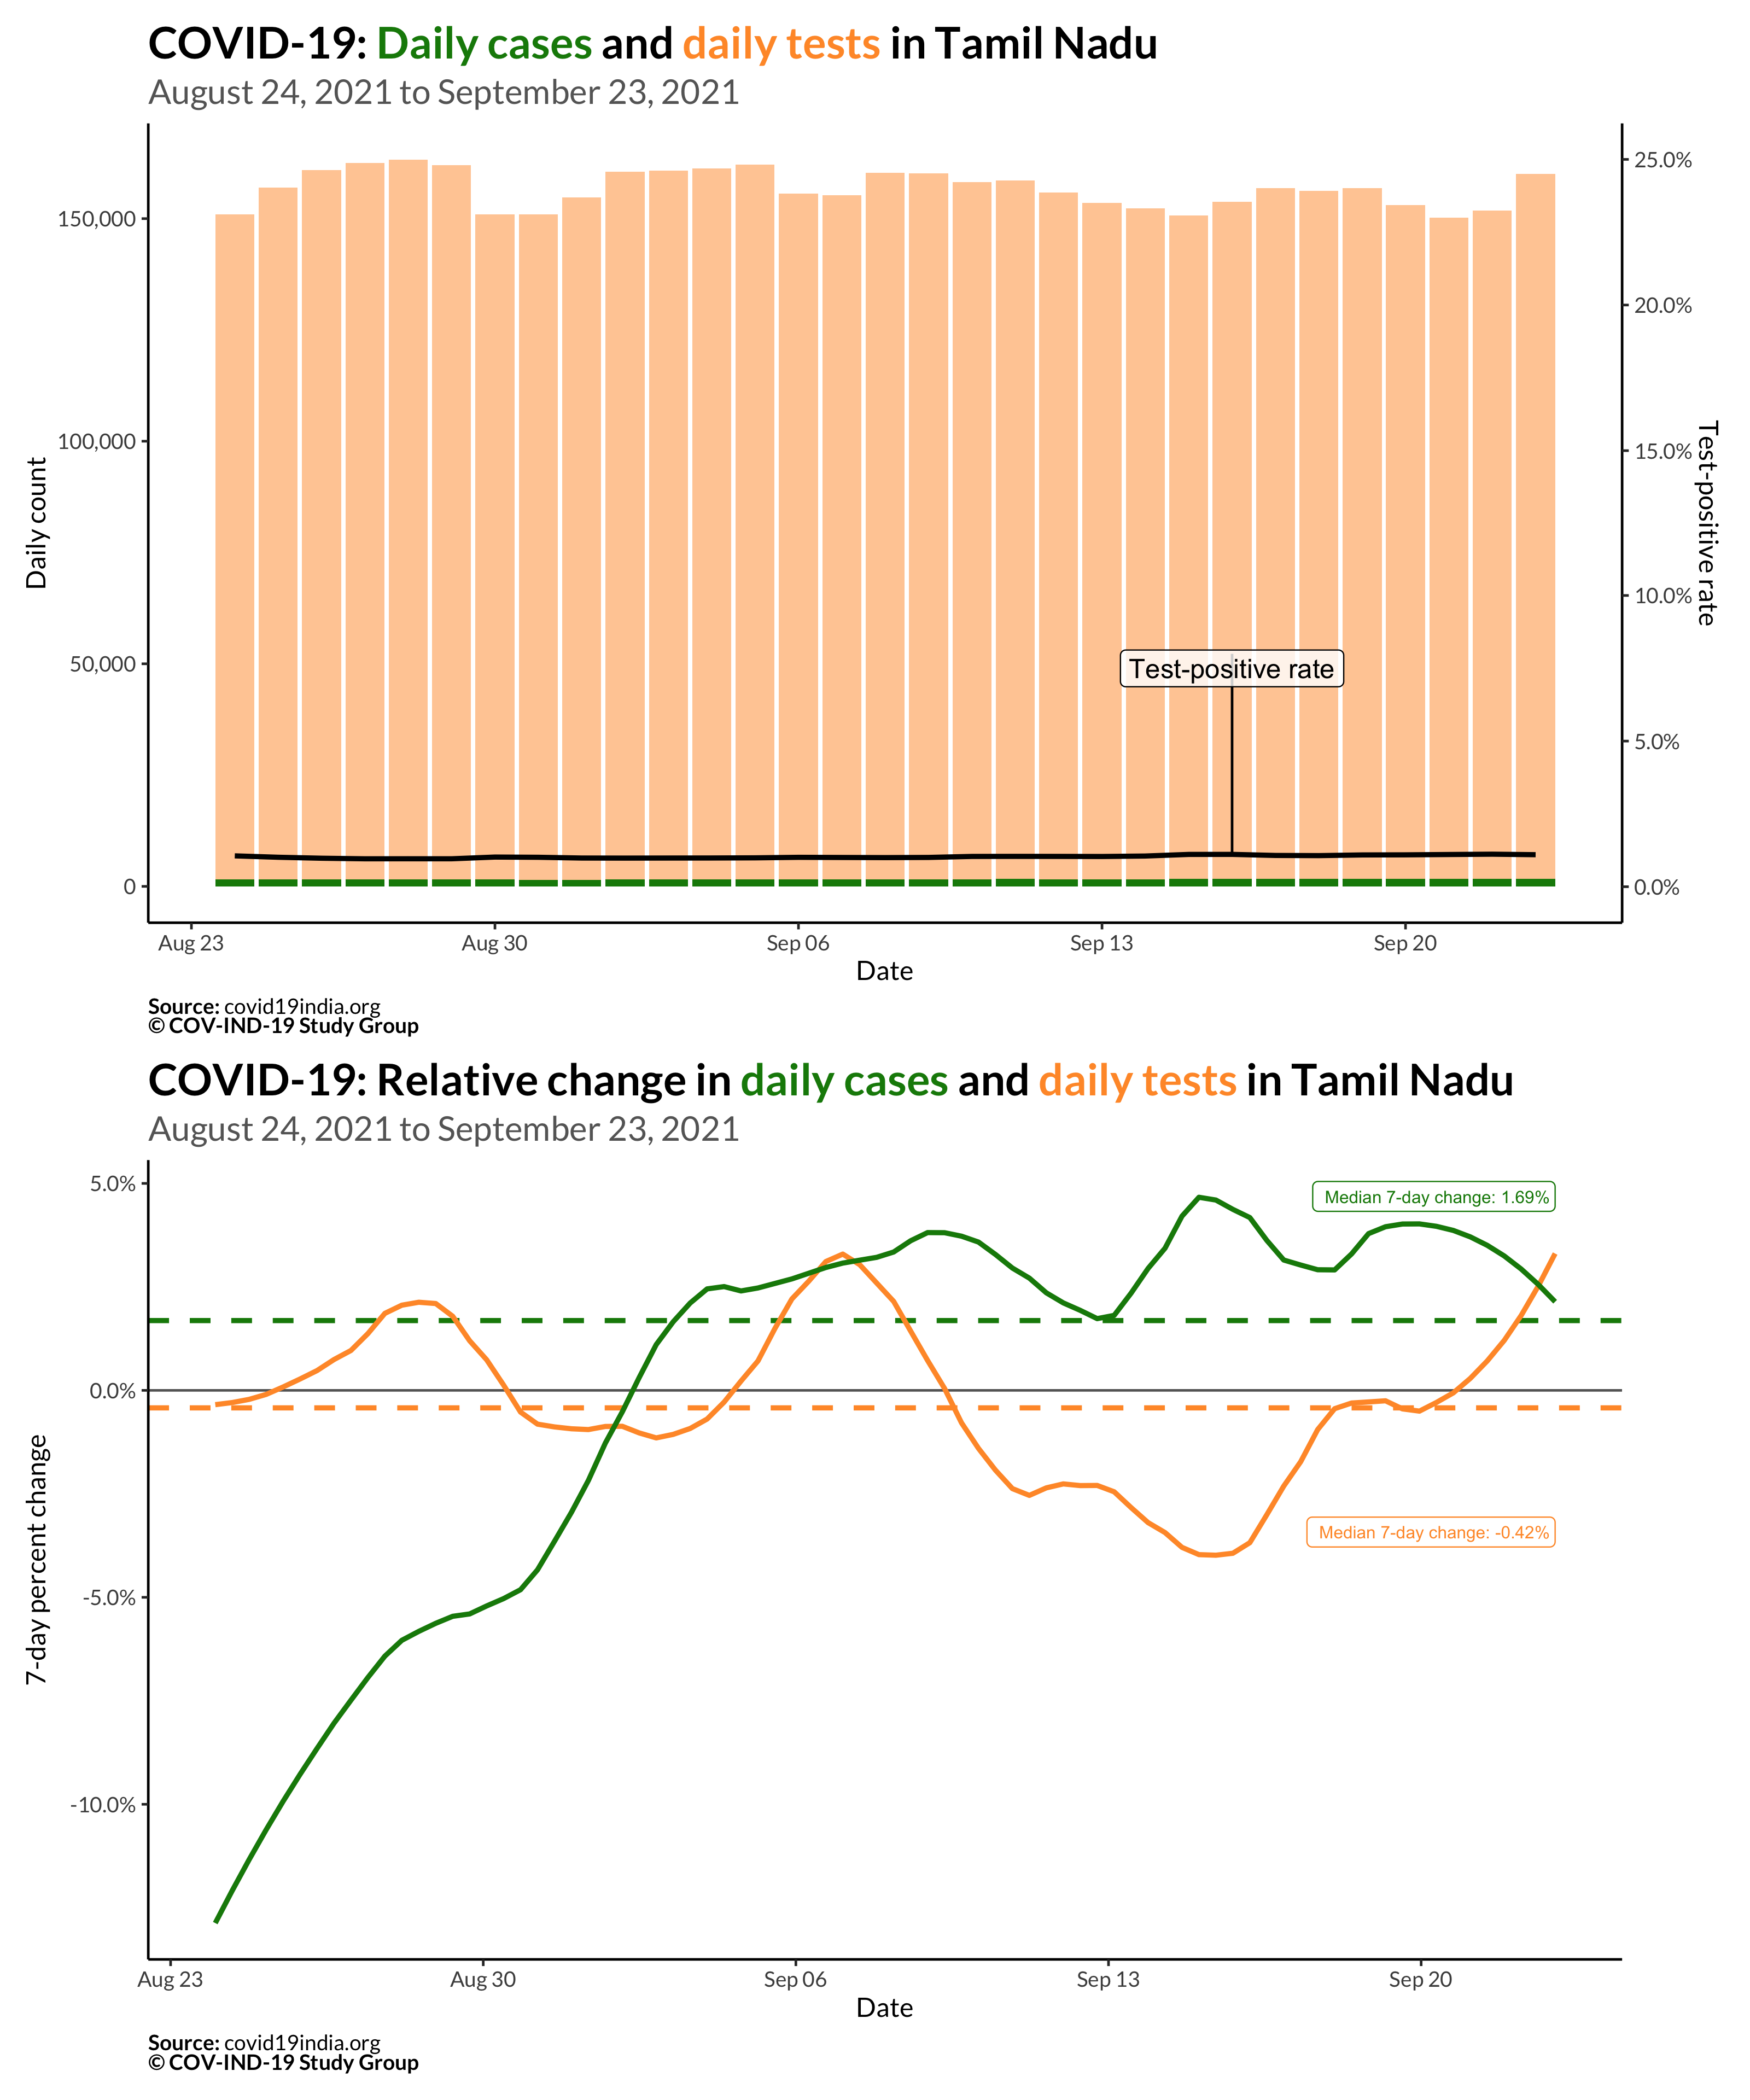 COVID-19: Daily cases and daily tests in Tamil Nadu
August 24, 2021 to September 23, 2021
Daily count
150,000
100,000
50,000
0
25.0%
20.0%
15.0%
10.0%
5.0%
0.0%
Test-positive rate
Test-positive rate
Aug 23
Aug 30
Sep 06
Sep 13
Sep 20
Date
Source: covid19india.org
© COV-IND-19 Study Group
COVID-19: Relative change in daily cases and daily tests in Tamil Nadu
August 24, 2021 to September 23, 2021
7-day percent change
5.0%
0.0%
-5.0%
-10.0%
Median 7-day change: 1.69%
Median 7-day change: -0.42%
Aug 23
Aug 30
Sep 06
Sep 13
Sep 20
Date
Source: covid19india.org
© COV-IND-19 Study Group